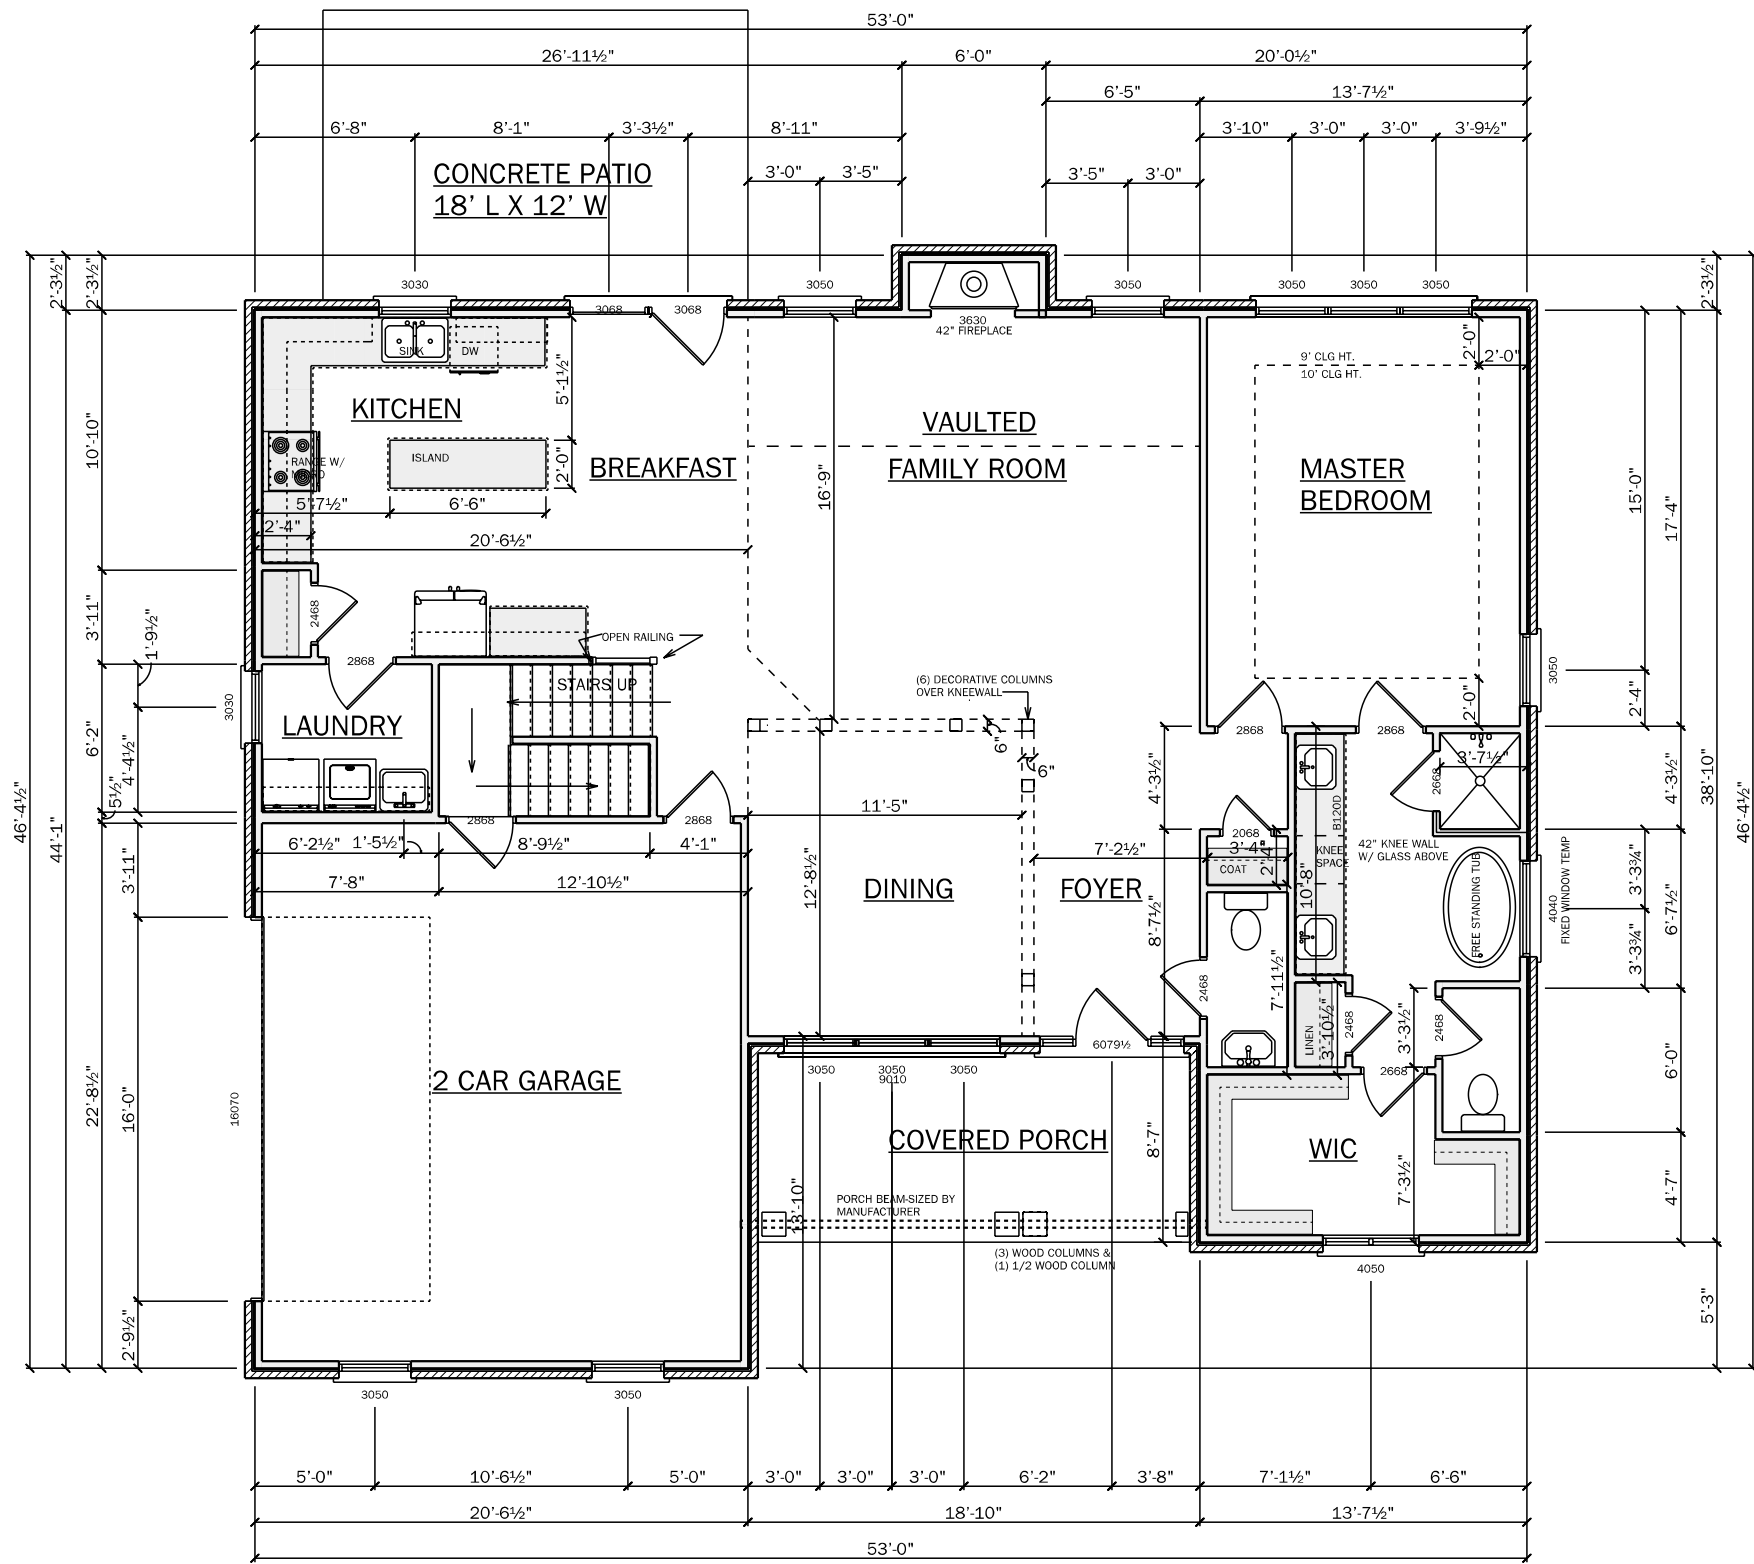 53'-0"
26'-11½" 6'-0" 20'-0½"
6'-5" 13'-7½"
6'-8" 8'-1" 3'-3½" 8'-11" 3'-10" 3'-0" 3'-0" 3'-9½"
CONCRETE PATIO
18' L X 12' W
3'-0" 3'-5" 3'-5" 3'-0"
2'-3½" 2'-3½" 2'-3½"
3030 3050 3050 3050 3050 3050
3068 3068
3630
42" FIREPLACE
SINK DW
9' CLG HT.
10' CLG HT.
2'-0" 2'-0"
5'-1½"
KITCHEN
VAULTED
FAMILY ROOM
BREAKFAST
MASTER
BEDROOM
ISLAND
RANGE W/
2'-0"
10'-10"
16'-9"
15'-0"
17'-4"
5'-7½" 6'-6"
2'-4"
20'-6½"
3'-11"
1'-9½"
2468
2868
OPEN RAILING
STAIRS UP
(6) DECORATIVE COLUMNS
OVER KNEEWALL
3050
2'-0"
2'-4"
3030
LAUNDRY
6'-2"
4'-4½"
5½"
6"
6"
2868 2868
3'-7½"
2668
4'-3½"
4'-3½"
38'-10"
46'-4½"
46'-4½"
44'-1"
11'-5"
2868 2868
2068
B120D
6'-2½" 1'-5½" 8'-9½" 4'-1"
7'-2½"
3'-4"
2'-4"
COAT
KNEE
SPACE
42" KNEE WALL
W/ GLASS ABOVE
7'-8" 12'-10½"
3'-11"
12'-8½"
DINING
FOYER
10'-8"
8'-7½"
FREE STANDING TUB
4040
FIXED WINDOW TEMP
3'-3¾"
3'-3¾"
6'-7½"
7'-11½"
2468
LINEN
3'-10½"
2468
3'-3½"
2468
2668
6079½
3050 3050 3050
9010
2 CAR GARAGE
16070
16'-0"
22'-8½"
6'-0"
COVERED PORCH
8'-7"
WIC
7'-3½"
4'-7"
PORCH BEAM-SIZED BY
MANUFACTURER
13'-10"
(3) WOOD COLUMNS &
(1) 1/2 WOOD COLUMN
4050
5'-3"
2'-9½"
3050 3050
5'-0" 10'-6½" 5'-0" 3'-0" 3'-0" 3'-0" 6'-2" 3'-8" 7'-1½" 6'-6"
20'-6½" 18'-10" 13'-7½"
53'-0"